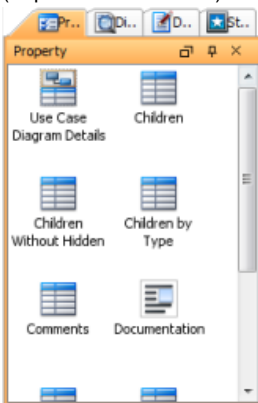 Pr.. Di.. D.. St..
Property
Use Case
Diagram Details
Children
Children
Without Hidden
Children by
Type
Comments
Documentation